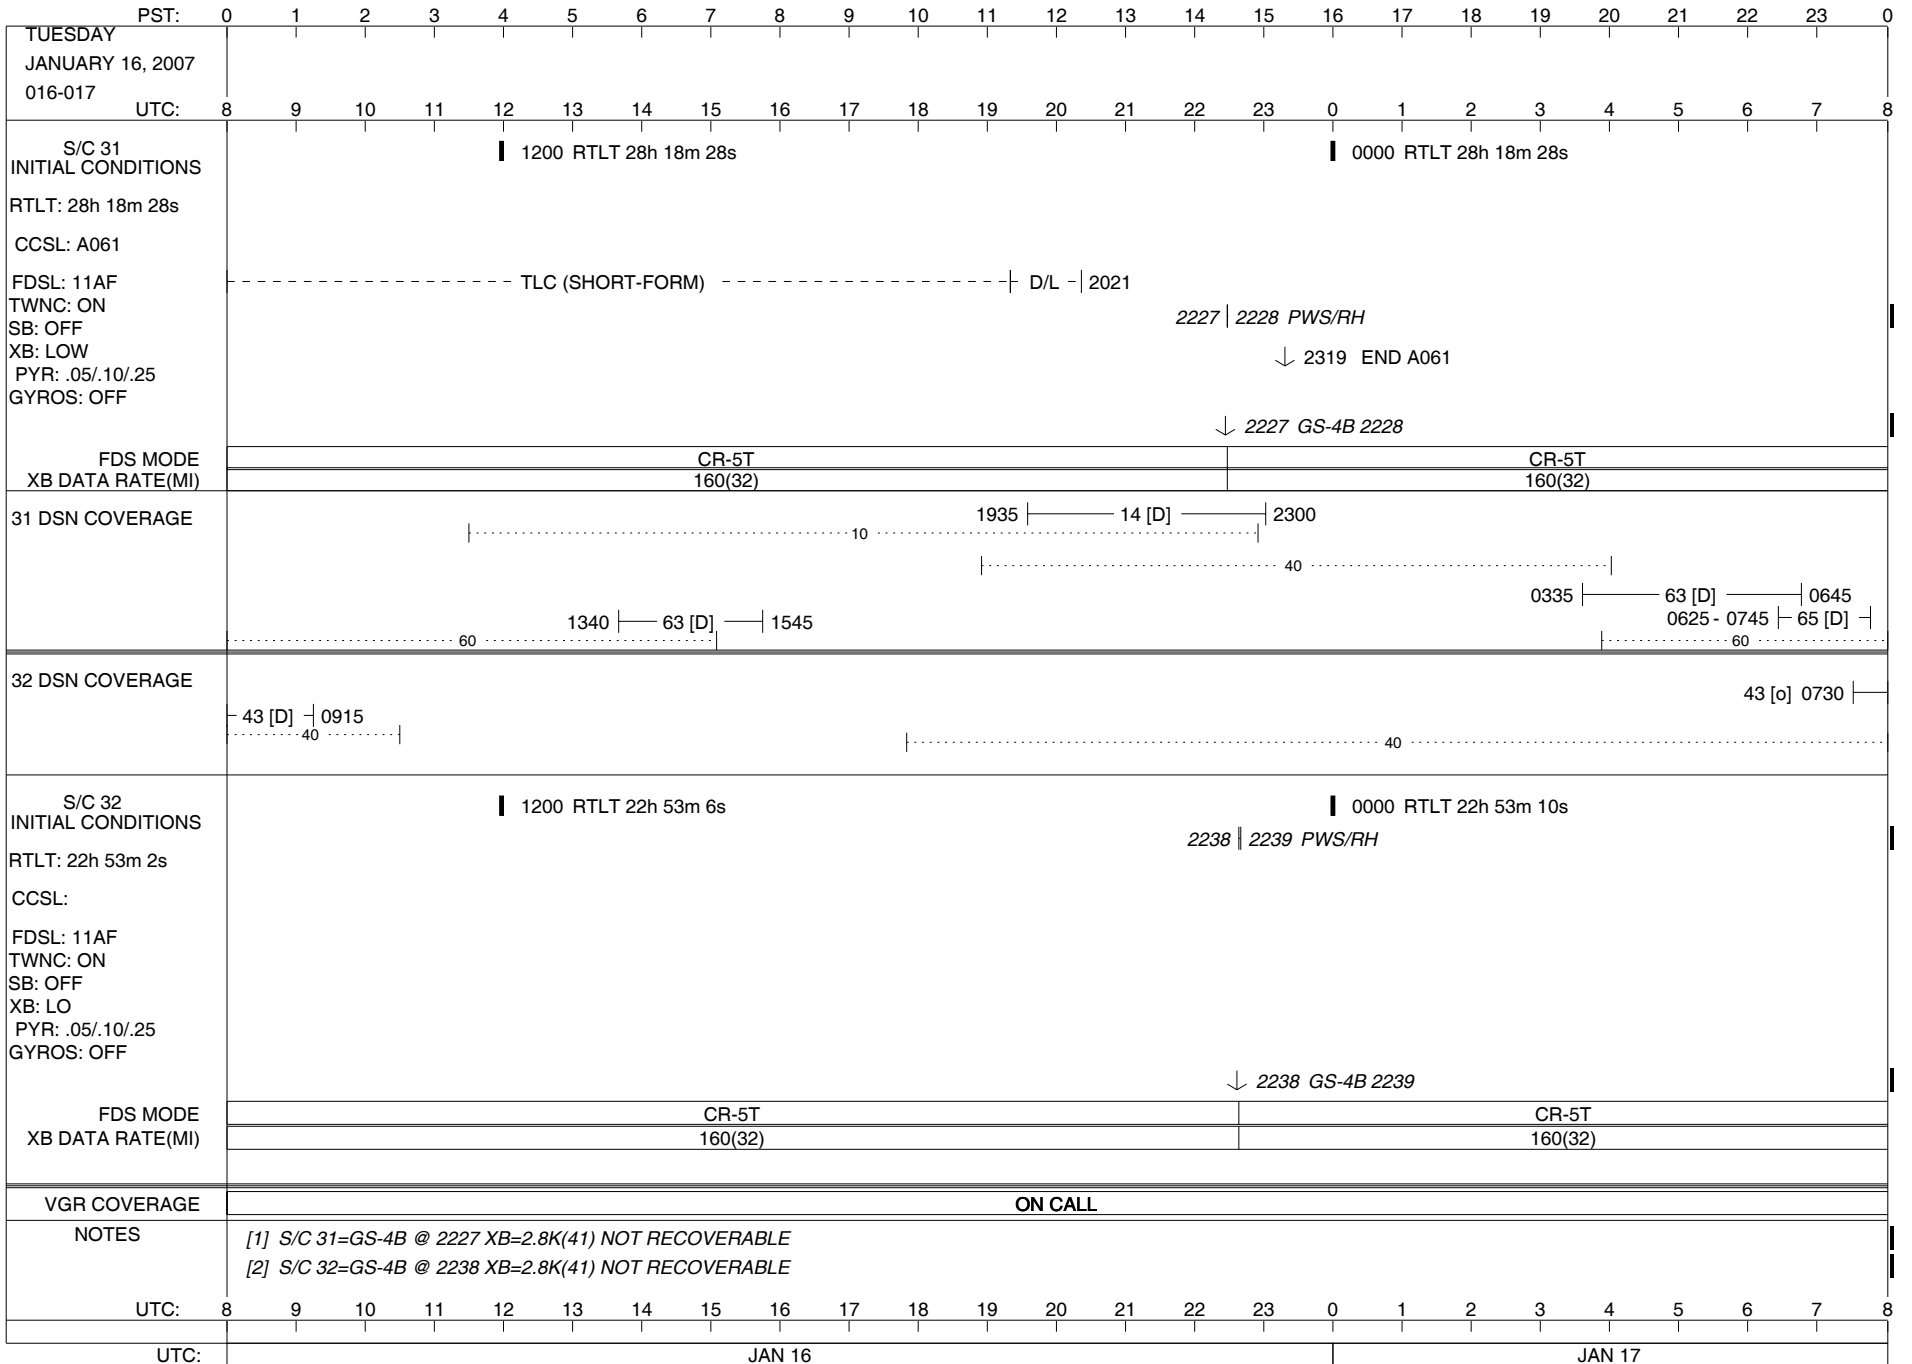 PST: 0 1 2 3 4 5 6 7 8 9 10 11 12 13 14 15 16 17 18 19 20 21 22 23 0
TUESDAY
JANUARY 16, 2007
016-017
UTC: 8 9 10 11 12 13 14 15 16 17 18 19 20 21 22 23 0 1 2 3 4 5 6 7 8
S/C 31
INITIAL CONDITIONS
1200 RTLT 28h 18m 28s
0000 RTLT 28h 18m 28s
RTLT: 28h 18m 28s
CCSL: A061
FDSL: 11AF
TLC (SHORT-FORM)
D/L
2021
TWNC: ON
2227 2228 PWS/RH
SB: OFF
XB: LOW
2319 END A061
PYR: .05/.10/.25
GYROS: OFF
2227 GS-4B 2228
FDS MODE CR-5T CR-5T
XB DATA RATE(MI) 160(32) 160(32)
31 DSN COVERAGE
1935 14 [D] 2300
10
40
0335 63 [D] 0645
1340 63 [D] 1545
0625 - 0745 65 [D]
60 60
32 DSN COVERAGE
43 [o] 0730
43 [D] 0915
40 40
S/C 32
INITIAL CONDITIONS
1200 RTLT 22h 53m 6s
0000 RTLT 22h 53m 10s
2238 2239 PWS/RH
RTLT: 22h 53m 2s
CCSL:
FDSL: 11AF
TWNC: ON
SB: OFF
XB: LO
PYR: .05/.10/.25
GYROS: OFF
2238 GS-4B 2239
FDS MODE CR-5T CR-5T
XB DATA RATE(MI) 160(32) 160(32)
VGR COVERAGE ON CALL
NOTES
[1] S/C 31=GS-4B @ 2227 XB=2.8K(41) NOT RECOVERABLE
[2] S/C 32=GS-4B @ 2238 XB=2.8K(41) NOT RECOVERABLE
UTC: 8 9 10 11 12 13 14 15 16 17 18 19 20 21 22 23 0 1 2 3 4 5 6 7 8
UTC: JAN 16 JAN 17